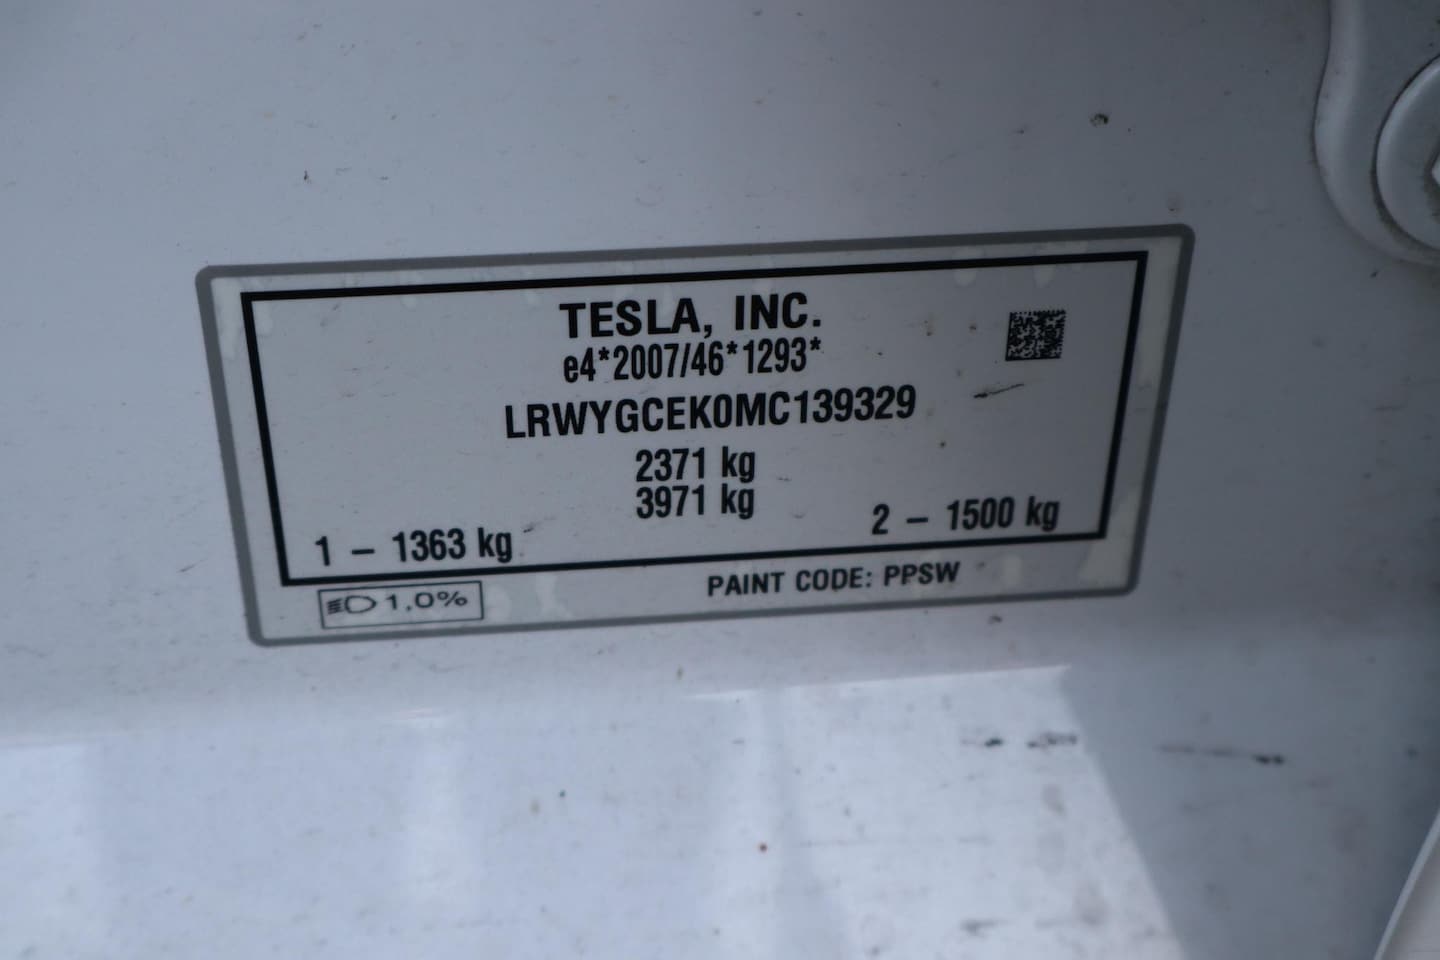 TESLA, INC.
e4*2007/46*1293*
LRWYGCEK0MC139329
2371 kg
3971 kg
1 – 1363 kg
2 – 1500 kg
1.0%
PAINT CODE: PPSW